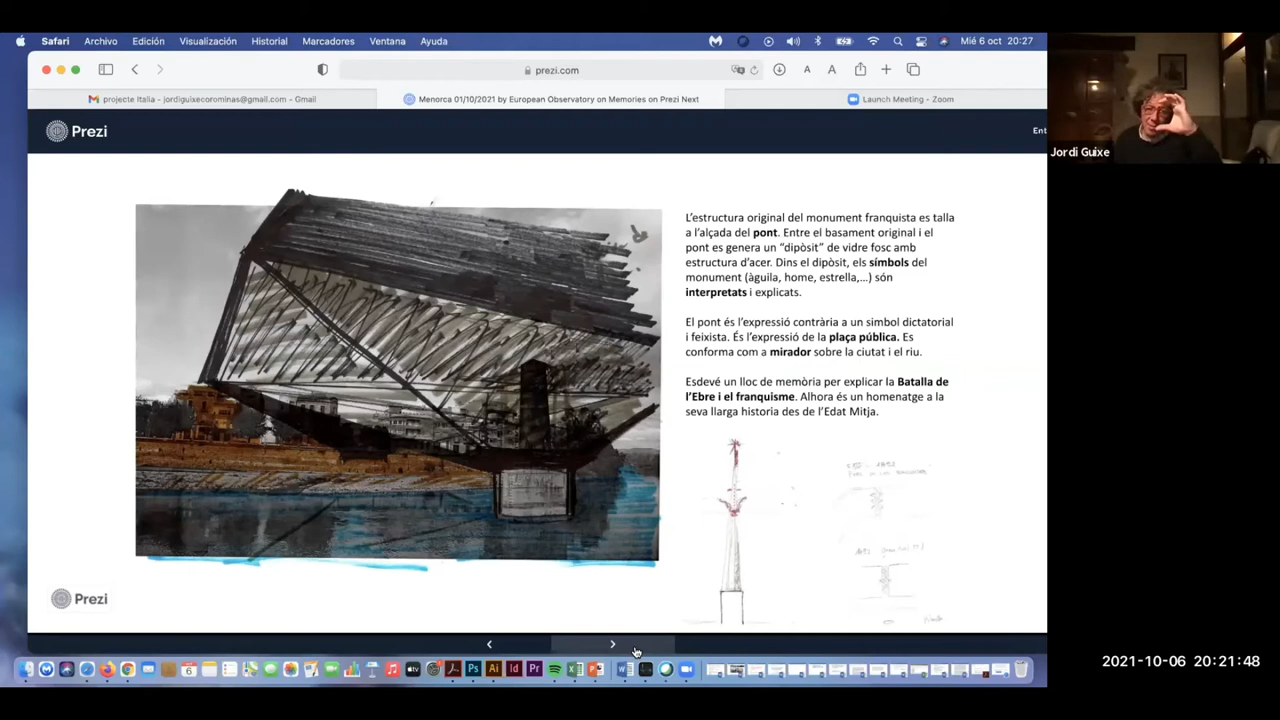 Safari Archivo Edición Visualización Historial Marcadores Ventana Ayuda Mié 6 oct 20:27
prezi.com
A A
projecte Italia - jordiguixecorominas@gmail.com - Gmail
Menorca 01/10/2021 by European Observatory on Memories on Prezi Next
Launch Meeting - Zoom
Prezi
Ent
Jordi Guixe
L'estructura original del monument franquista es talla
a l'alçada del pont. Entre el basament original i el
pont es genera un "dipòsit" de vidre fosc amb
estructura d'acer. Dins el dipòsit, els símbols del
monument (àguila, home, estrella,...) són
interpretats i explicats.
El pont és l'expressió contrària a un simbol dictatorial
i feixista. És l'expressió de la plaça pública. Es
conforma com a mirador sobre la ciutat i el riu.
Esdevé un lloc de memòria per explicar la Batalla de
l'Ebre i el franquisme. Alhora és un homenatge a la
seva llarga historia des de l'Edat Mitja.
Prezi
2021-10-06 20:21:48